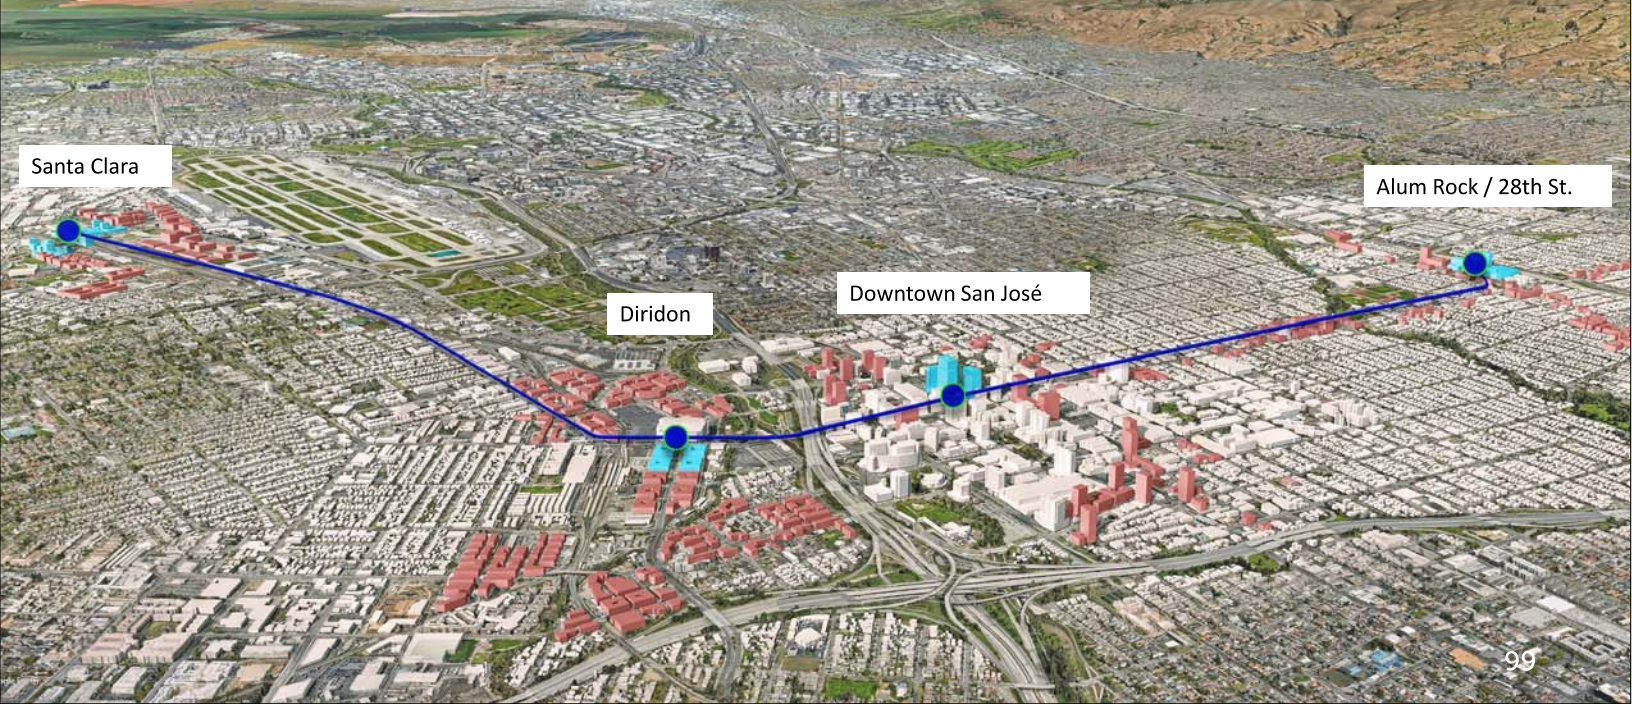 Santa Clara
Alum Rock / 28th St.
Downtown San José
Diridon
99